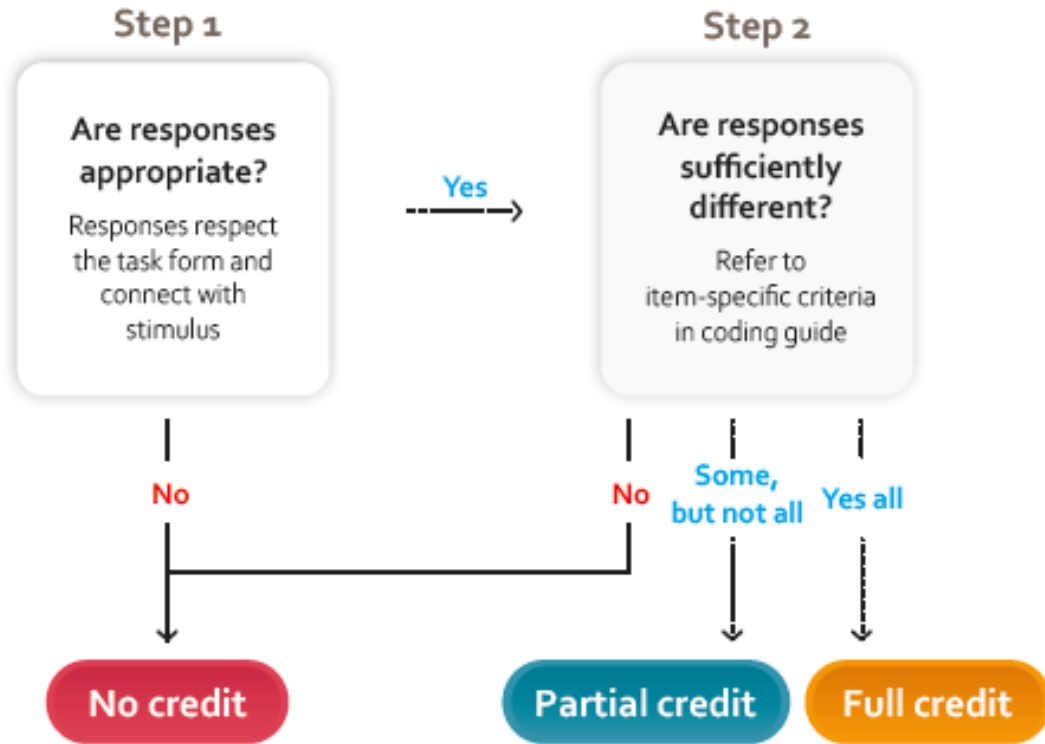 Step 1
Are responses
appropriate?
Responses respect
the task form and
connect with
stimulus
Yes
Step 2
Are responses
sufficiently
different?
Refer to
item-specific criteria
in coding guide
No
No
Some,
but not all
Yes all
No credit
Partial credit
Full credit